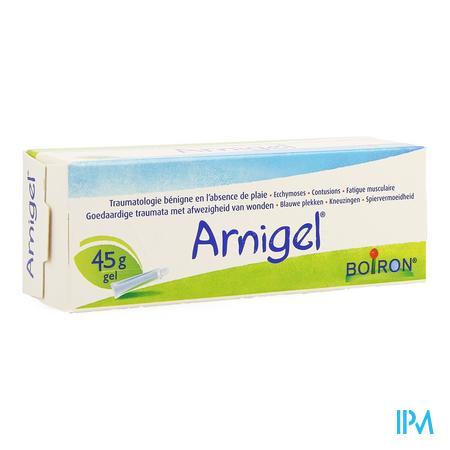 Traumatologie bénigne en l'absence de plaie - Ecchymoses - Contusions - Fatigue musculaire
Goedaardige traumata met afwezigheid van wonden - Blauwe plekken - Kneuzingen - Spiervermoeidheid
Arnigel®
45 g
gel
BOIRON®
IPM